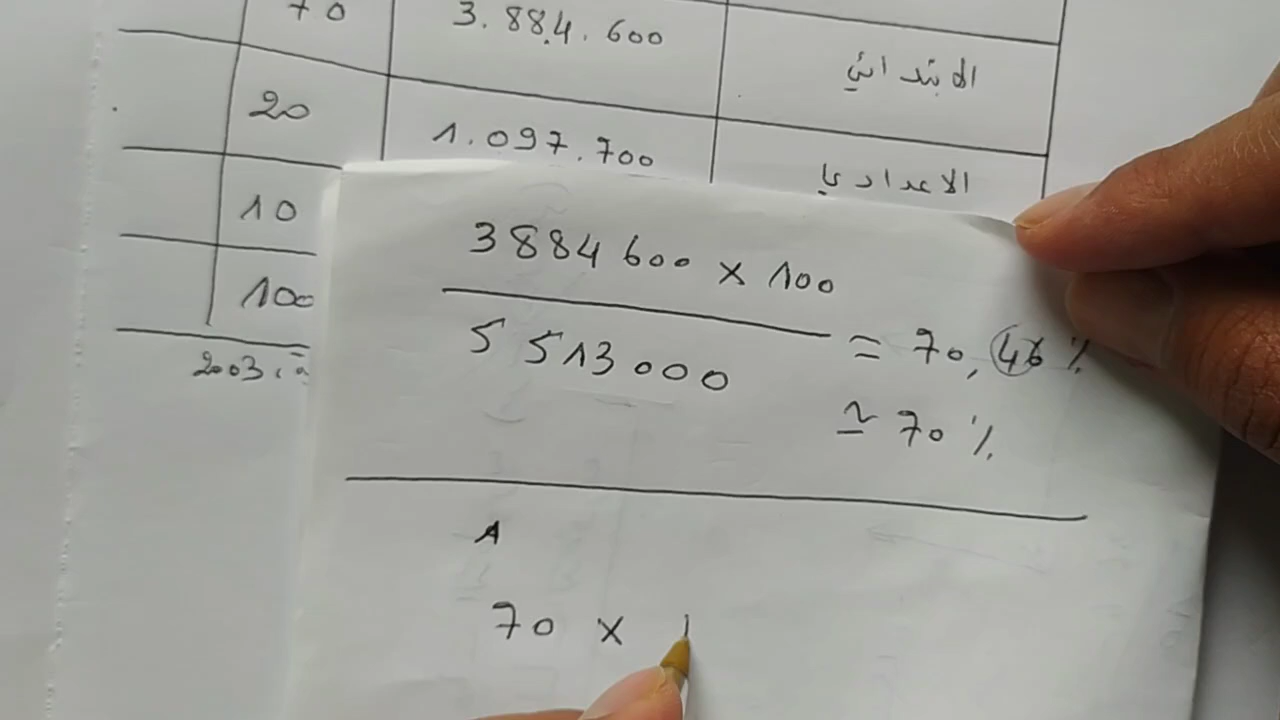 70 3.884.600 الابتدائي
20 1.097.700 الاعدادي
10
100
2003
3884600 x 100
5513000
= 70,46 %
≃ 70 %
A
70 x